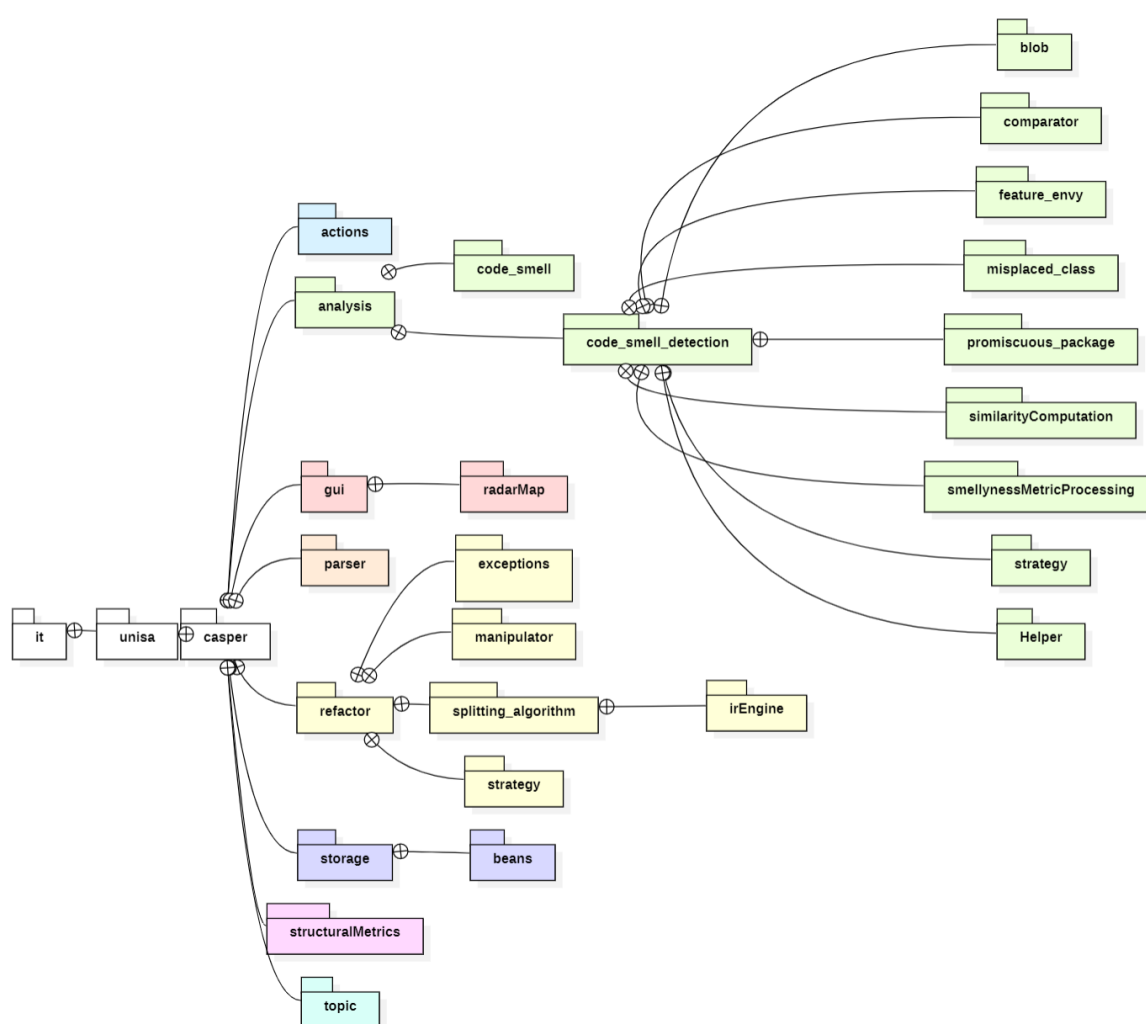 blob
comparator
feature_envy
actions
code_smell
misplaced_class
analysis
code_smell_detection
promiscuous_package
similarityComputation
gui
radarMap
smellynessMetricProcessing
parser
exceptions
strategy
it
unisa
casper
manipulator
Helper
refactor
splitting_algorithm
irEngine
strategy
storage
beans
structuralMetrics
topic